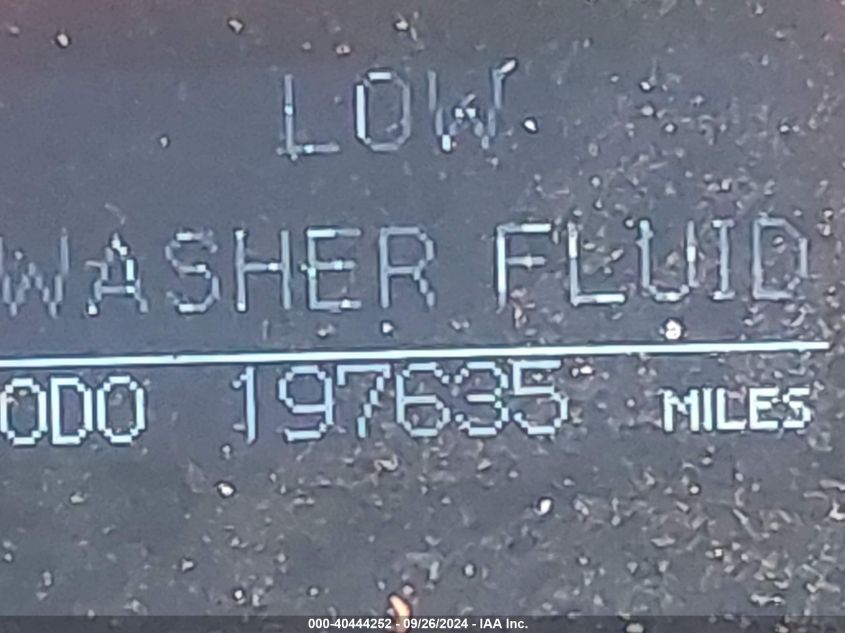 LOW
WASHER FLUID
ODO 197635 MILES
000-40444252 - 09/26/2024 - IAA Inc.